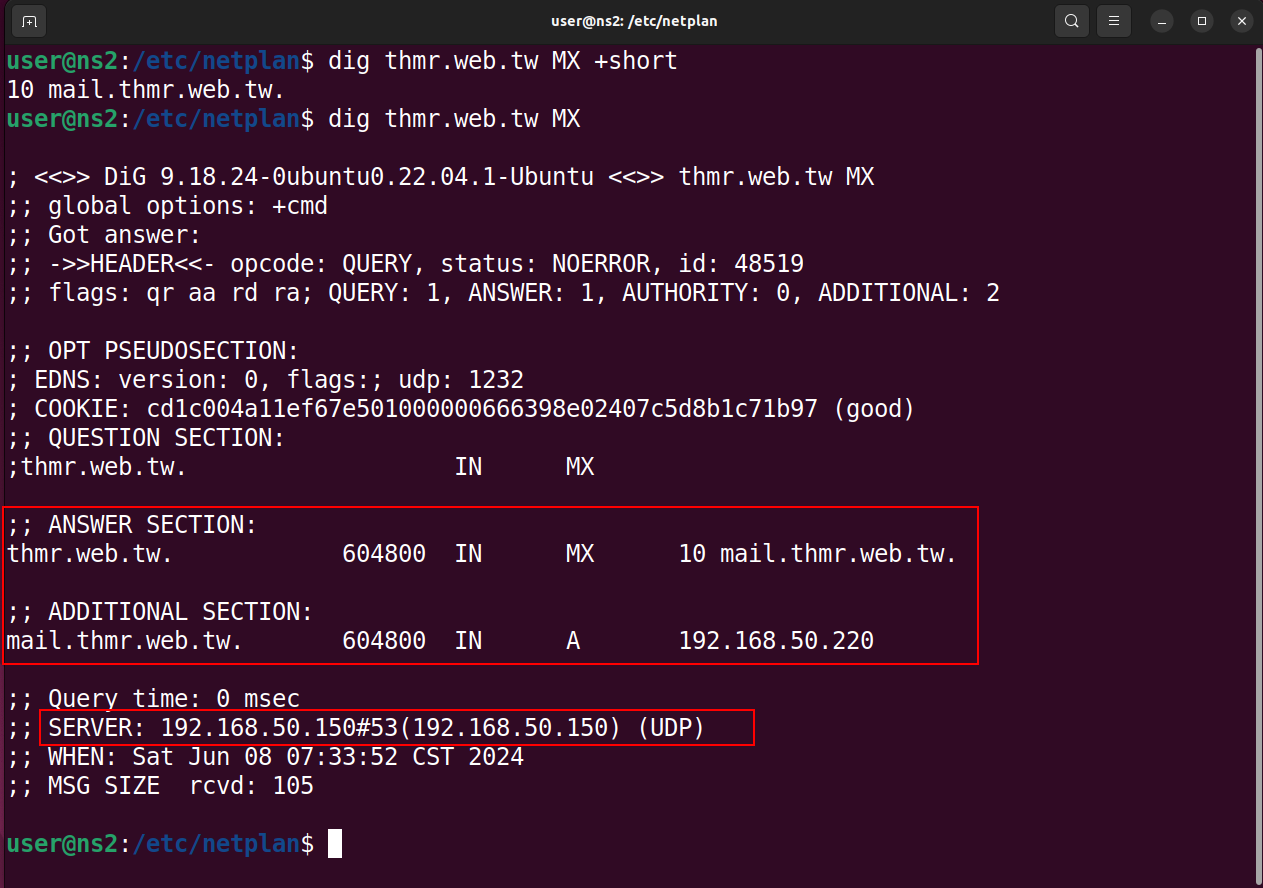 user@ns2: /etc/netplan
user@ns2:/etc/netplan$ dig thmr.web.tw MX +short
10 mail.thmr.web.tw.
user@ns2:/etc/netplan$ dig thmr.web.tw MX
; <<>> DiG 9.18.24-0ubuntu0.22.04.1-Ubuntu <<>> thmr.web.tw MX
;; global options: +cmd
;; Got answer:
;; ->>HEADER<<- opcode: QUERY, status: NOERROR, id: 48519
;; flags: qr aa rd ra; QUERY: 1, ANSWER: 1, AUTHORITY: 0, ADDITIONAL: 2
;; OPT PSEUDOSECTION:
; EDNS: version: 0, flags:; udp: 1232
; COOKIE: cd1c004a11ef67e501000000666398e02407c5d8b1c71b97 (good)
;; QUESTION SECTION:
;thmr.web.tw. IN MX
;; ANSWER SECTION:
thmr.web.tw. 604800 IN MX 10 mail.thmr.web.tw.
;; ADDITIONAL SECTION:
mail.thmr.web.tw. 604800 IN A 192.168.50.220
;; Query time: 0 msec
;; SERVER: 192.168.50.150#53(192.168.50.150) (UDP)
;; WHEN: Sat Jun 08 07:33:52 CST 2024
;; MSG SIZE rcvd: 105
user@ns2:/etc/netplan$